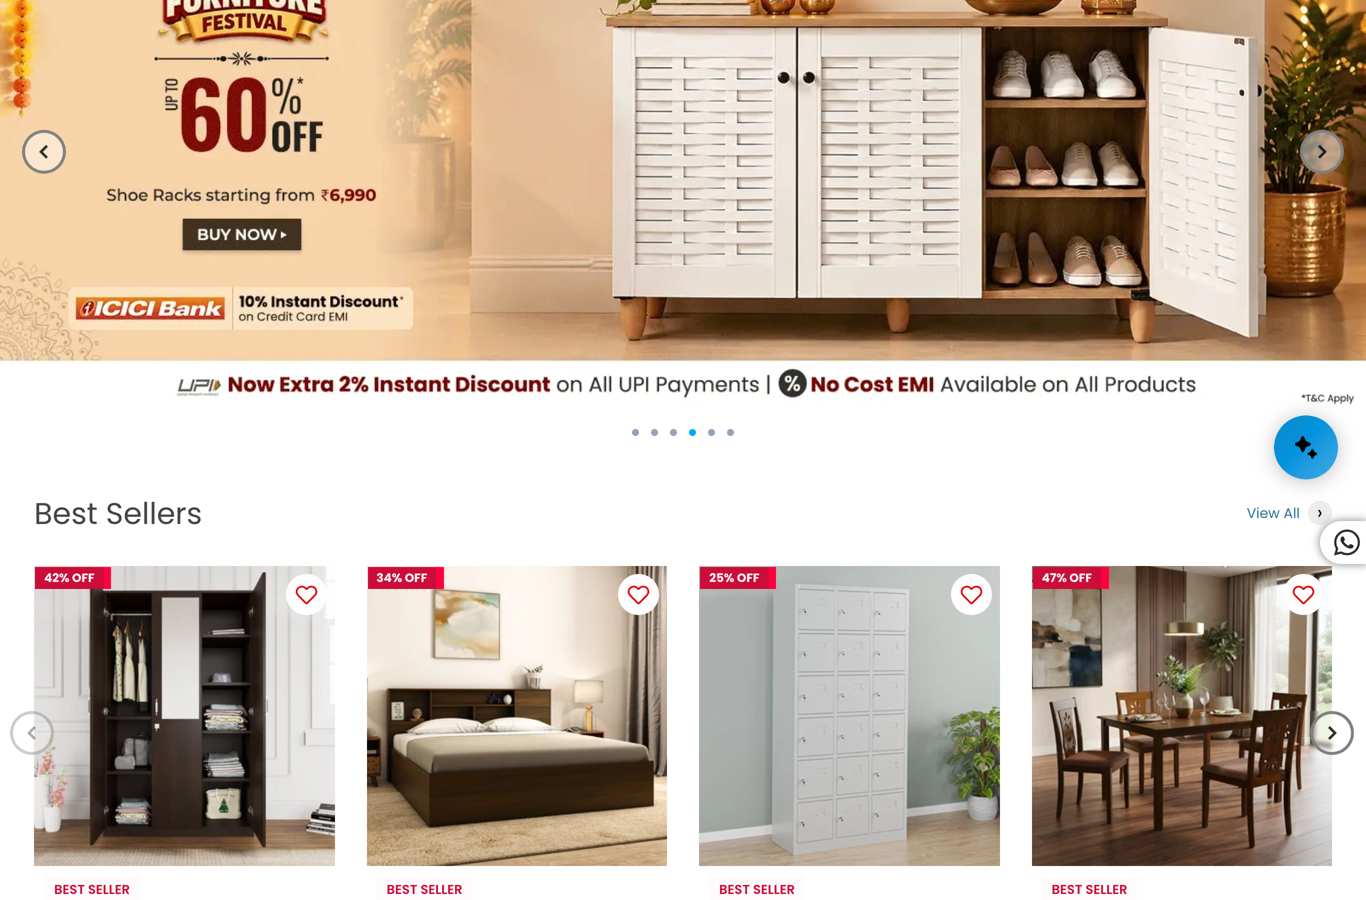 FURNITURE
FESTIVAL
UP TO
60%*
OFF
Shoe Racks starting from ₹6,990
BUY NOW
ICICI Bank
10% Instant Discount*
on Credit Card EMI
UPI Now Extra 2% Instant Discount on All UPI Payments | % No Cost EMI Available on All Products
*T&C Apply
Best Sellers
View All
42% OFF
34% OFF
25% OFF
47% OFF
BEST SELLER
BEST SELLER
BEST SELLER
BEST SELLER